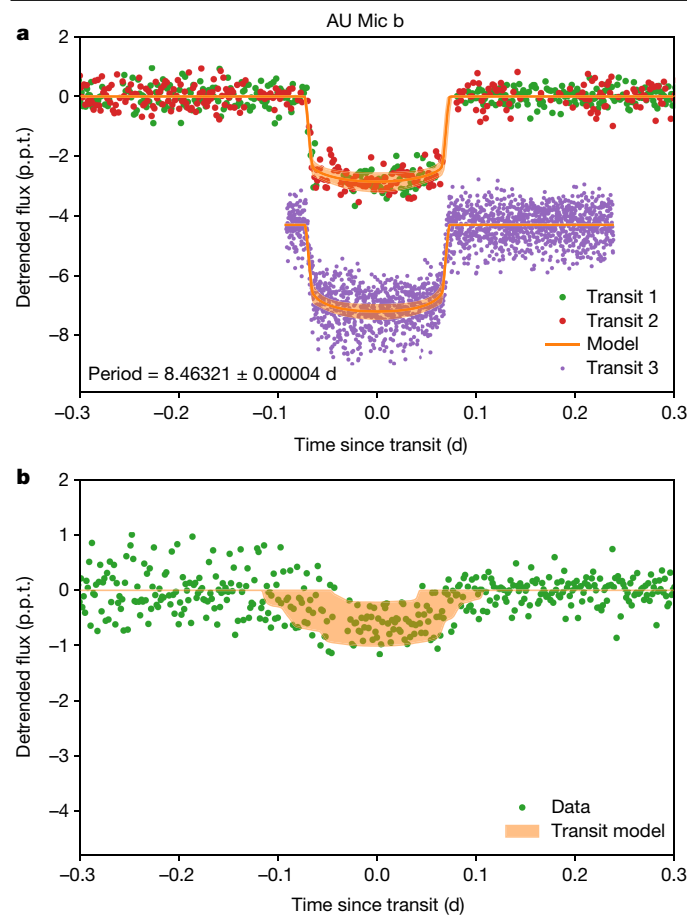 AU Mic b
a
2
0
−2
−4
−6
−8
Detrended flux (p.p.t.)
Transit 1
Transit 2
Model
Transit 3
Period = 8.46321 ± 0.00004 d
−0.3 −0.2 −0.1 0.0 0.1 0.2 0.3
Time since transit (d)
b
2
1
0
−1
−2
−3
−4
Detrended flux (p.p.t.)
Data
Transit model
−0.3 −0.2 −0.1 0.0 0.1 0.2 0.3
Time since transit (d)